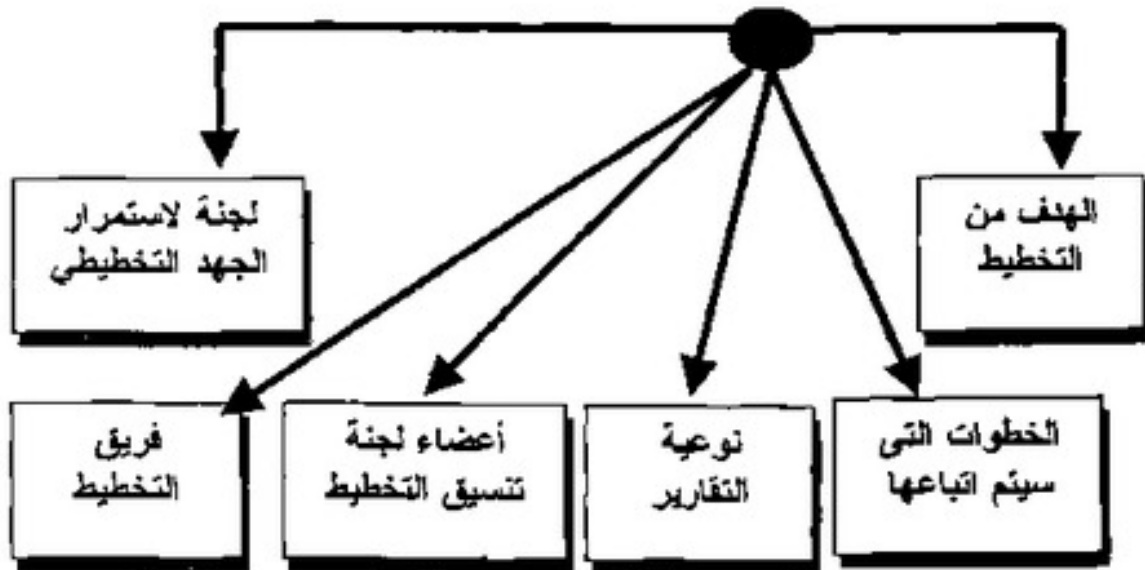 الهدف من
التخطيط
لجنة لاستمرار
الجهد التخطيطي
الخطوات التى
سيتم اتباعها
نوعية
التقارير
أعضاء لجنة
تنسيق التخطيط
فريق
التخطيط